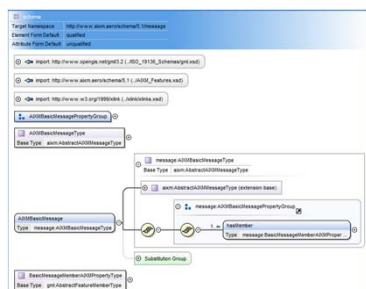 schema
Target Namespace http://www.aixm.aero/schema/5.1/message
Element Form Default qualified
Attribute Form Default unqualified
import: http://www.opengis.net/gml/3.2 (../ISO_19136_Schemas/gml.xsd)
import: http://www.aixm.aero/schema/5.1 (../AIXM_Features.xsd)
import: http://www.w3.org/1999/xlink (../xlink/xlinks.xsd)
AIXMBasicMessagePropertyGroup
AIXMBasicMessageType
Base Type aixm:AbstractAIXMMessageType
message:AIXMBasicMessageType
Base Type aixm:AbstractAIXMMessageType
aixm:AbstractAIXMMessageType (extension base)
message:AIXMBasicMessagePropertyGroup
AIXMBasicMessage
Type message:AIXMBasicMessageType
1..∞
hasMember
Type message:BasicMessageMemberAIXMProper ...
Substitution Group
BasicMessageMemberAIXMPropertyType
Base Type gml:AbstractFeatureMemberType